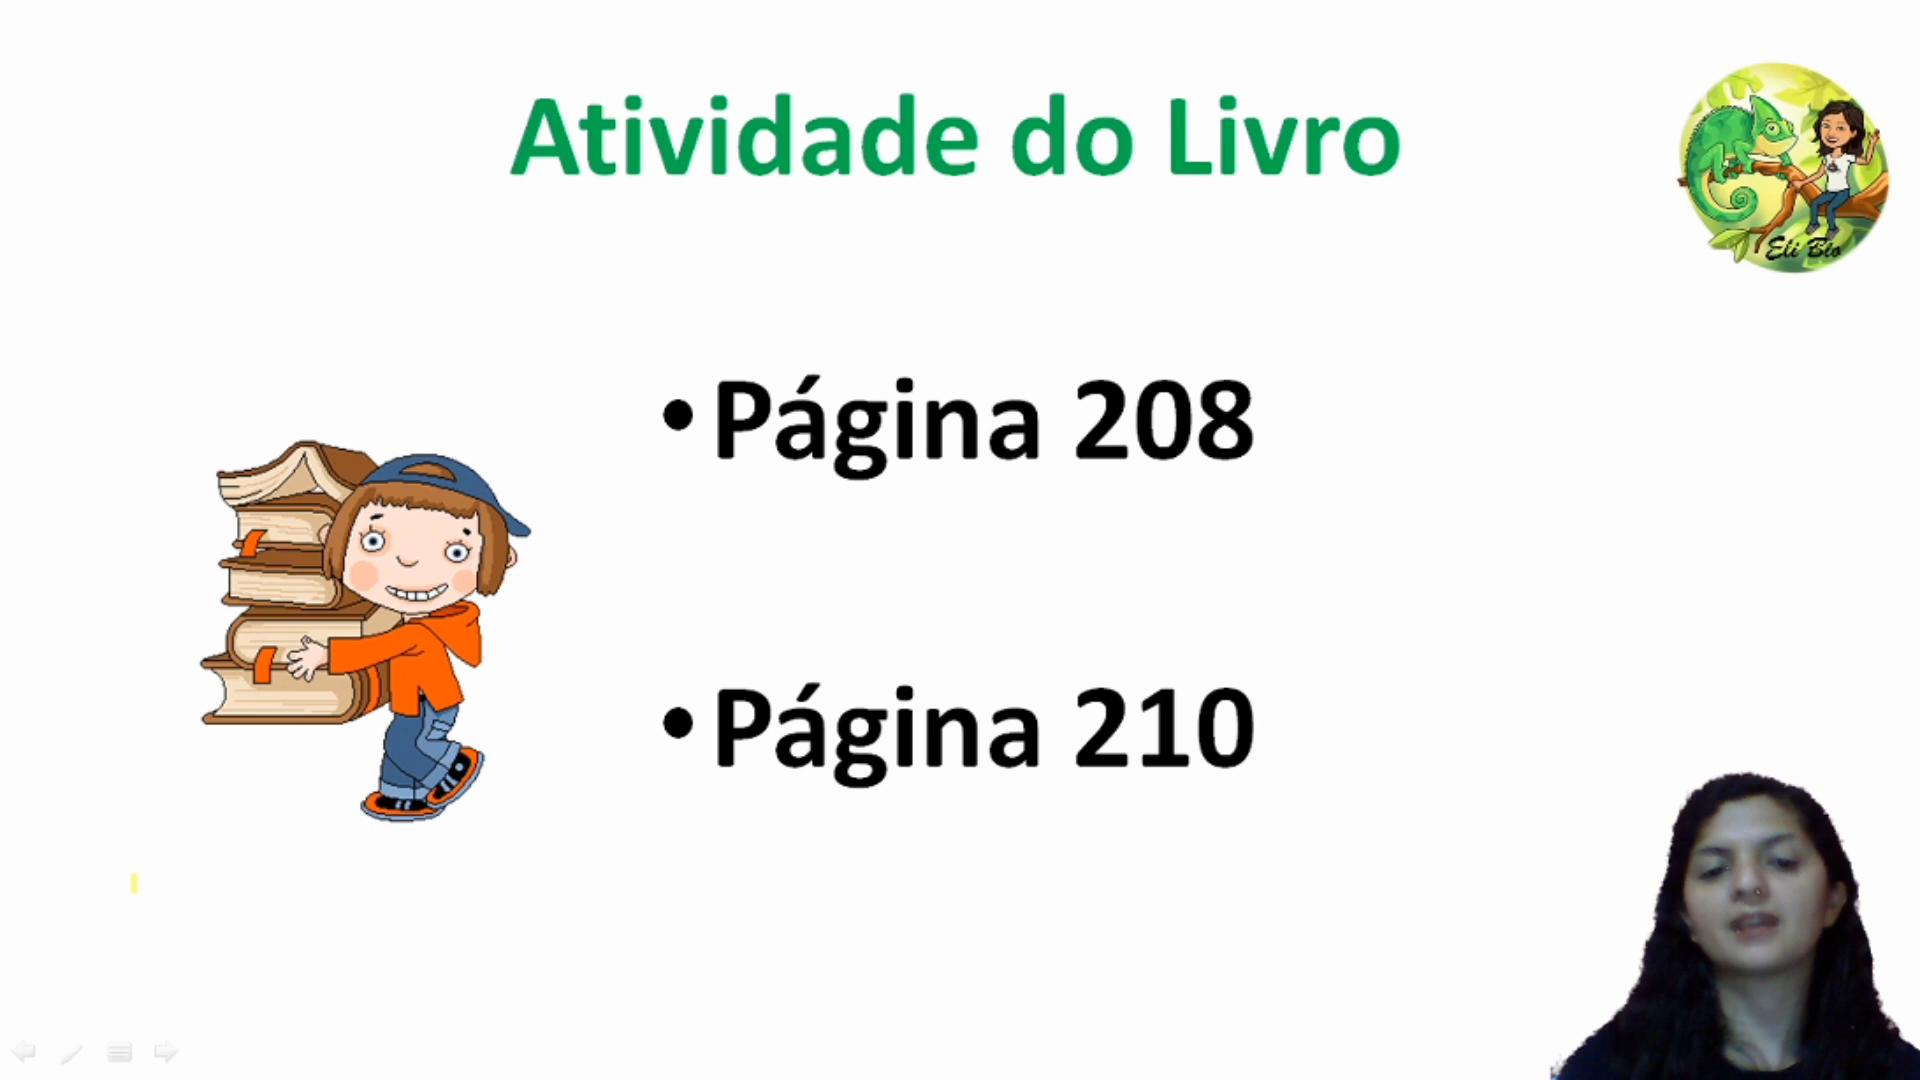 Atividade do Livro
Eli Bio
• Página 208
• Página 210